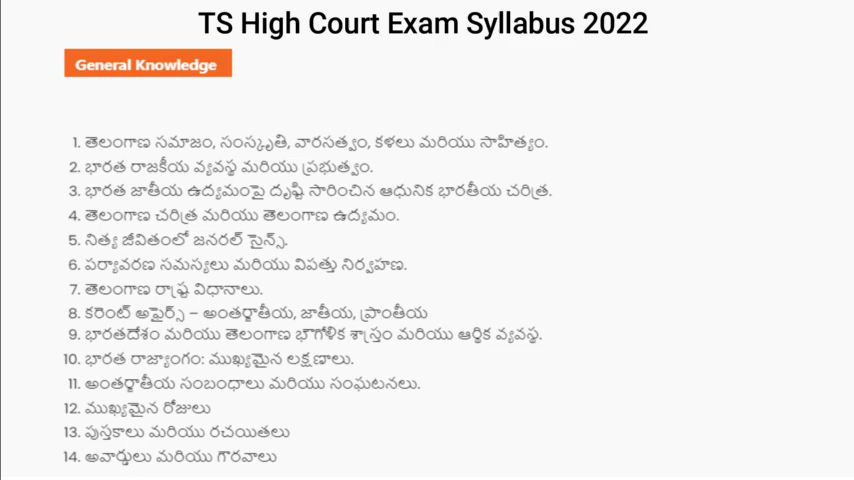 TS High Court Exam Syllabus 2022
General Knowledge
1. తెలంగాణ సమాజం, సంస్కృతి, వారసత్వం, కళలు మరియు సాహిత్యం.
2. భారత రాజకీయ వ్యవస్థ మరియు ప్రభుత్వం.
3. భారత జాతీయ ఉద్యమంపై దృష్టి సారించిన ఆధునిక భారతీయ చరిత్ర.
4. తెలంగాణ చరిత్ర మరియు తెలంగాణ ఉద్యమం.
5. నిత్య జీవితంలో జనరల్ సైన్స్.
6. పర్యావరణ సమస్యలు మరియు విపత్తు నిర్వహణ.
7. తెలంగాణ రాష్ట్ర విధానాలు.
8. కరెంట్ అఫైర్స్ – అంతర్జాతీయ, జాతీయ, ప్రాంతీయ
9. భారతదేశం మరియు తెలంగాణ భౌగోళిక శాస్త్రం మరియు ఆర్థిక వ్యవస్థ.
10. భారత రాజ్యాంగం: ముఖ్యమైన లక్షణాలు.
11. అంతర్జాతీయ సంబంధాలు మరియు సంఘటనలు.
12. ముఖ్యమైన రోజులు
13. పుస్తకాలు మరియు రచయితలు
14. అవార్డులు మరియు గౌరవాలు